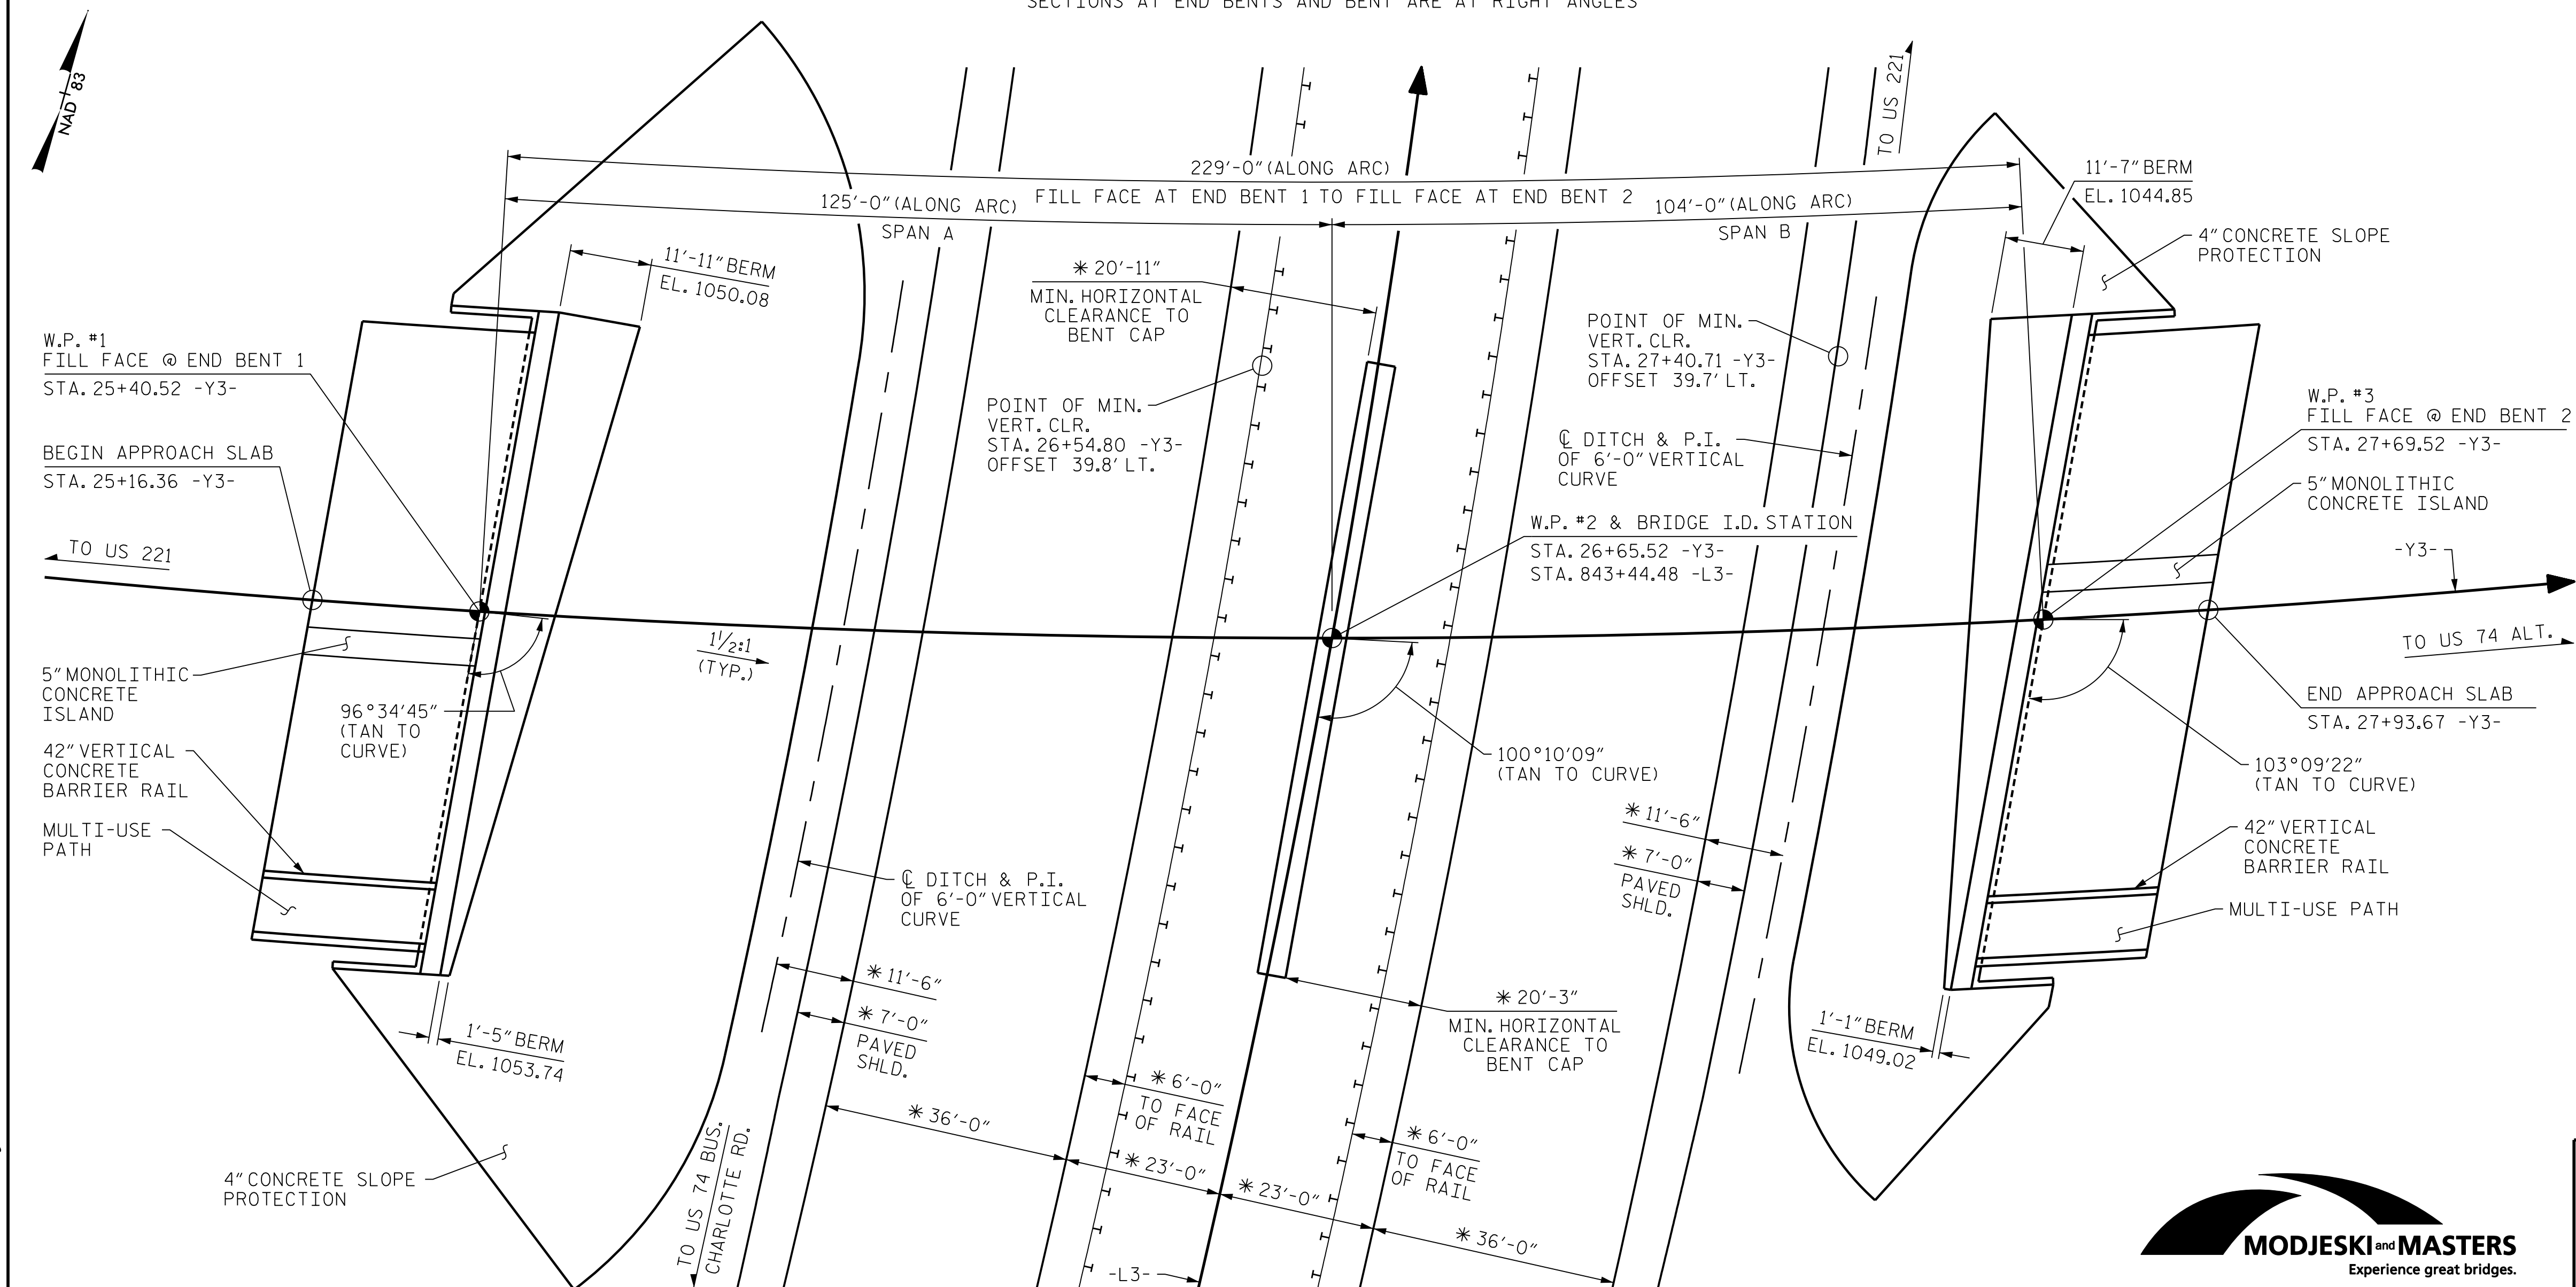 SECTIONS AT END BENTS AND BENT ARE AT RIGHT ANGLES
NAD 83
TO US 221
229'-0" (ALONG ARC)
FILL FACE AT END BENT 1 TO FILL FACE AT END BENT 2
125'-0" (ALONG ARC)
SPAN A
104'-0" (ALONG ARC)
SPAN B
11'-7" BERM
EL. 1044.85
4" CONCRETE SLOPE
PROTECTION
11'-11" BERM
EL. 1050.08
* 20'-11"
MIN. HORIZONTAL
CLEARANCE TO
BENT CAP
POINT OF MIN.
VERT. CLR.
STA. 27+40.71 -Y3-
OFFSET 39.7' LT.
W.P. #1
FILL FACE @ END BENT 1
STA. 25+40.52 -Y3-
POINT OF MIN.
VERT. CLR.
STA. 26+54.80 -Y3-
OFFSET 39.8' LT.
W.P. #3
FILL FACE @ END BENT 2
STA. 27+69.52 -Y3-
BEGIN APPROACH SLAB
STA. 25+16.36 -Y3-
℄ DITCH & P.I.
OF 6'-0" VERTICAL
CURVE
5" MONOLITHIC
CONCRETE ISLAND
W.P. #2 & BRIDGE I.D. STATION
STA. 26+65.52 -Y3-
STA. 843+44.48 -L3-
TO US 221
-Y3-
TO US 74 ALT.
1½:1
(TYP.)
5" MONOLITHIC
CONCRETE
ISLAND
96°34'45"
(TAN TO
CURVE)
END APPROACH SLAB
STA. 27+93.67 -Y3-
42" VERTICAL
CONCRETE
BARRIER RAIL
100°10'09"
(TAN TO CURVE)
103°09'22"
(TAN TO CURVE)
MULTI-USE
PATH
* 11'-6"
* 7'-0"
PAVED
SHLD.
42" VERTICAL
CONCRETE
BARRIER RAIL
℄ DITCH & P.I.
OF 6'-0" VERTICAL
CURVE
MULTI-USE PATH
* 11'-6"
* 7'-0"
PAVED
SHLD.
* 20'-3"
MIN. HORIZONTAL
CLEARANCE TO
BENT CAP
1'-5" BERM
EL. 1053.74
1'-1" BERM
EL. 1049.02
* 6'-0"
TO FACE
OF RAIL
* 36'-0"
* 6'-0"
TO FACE
OF RAIL
* 23'-0"
* 23'-0"
* 36'-0"
4" CONCRETE SLOPE
PROTECTION
TO US 74 BUS.
CHARLOTTE RD.
-L3-
MODJESKI and MASTERS
Experience great bridges.